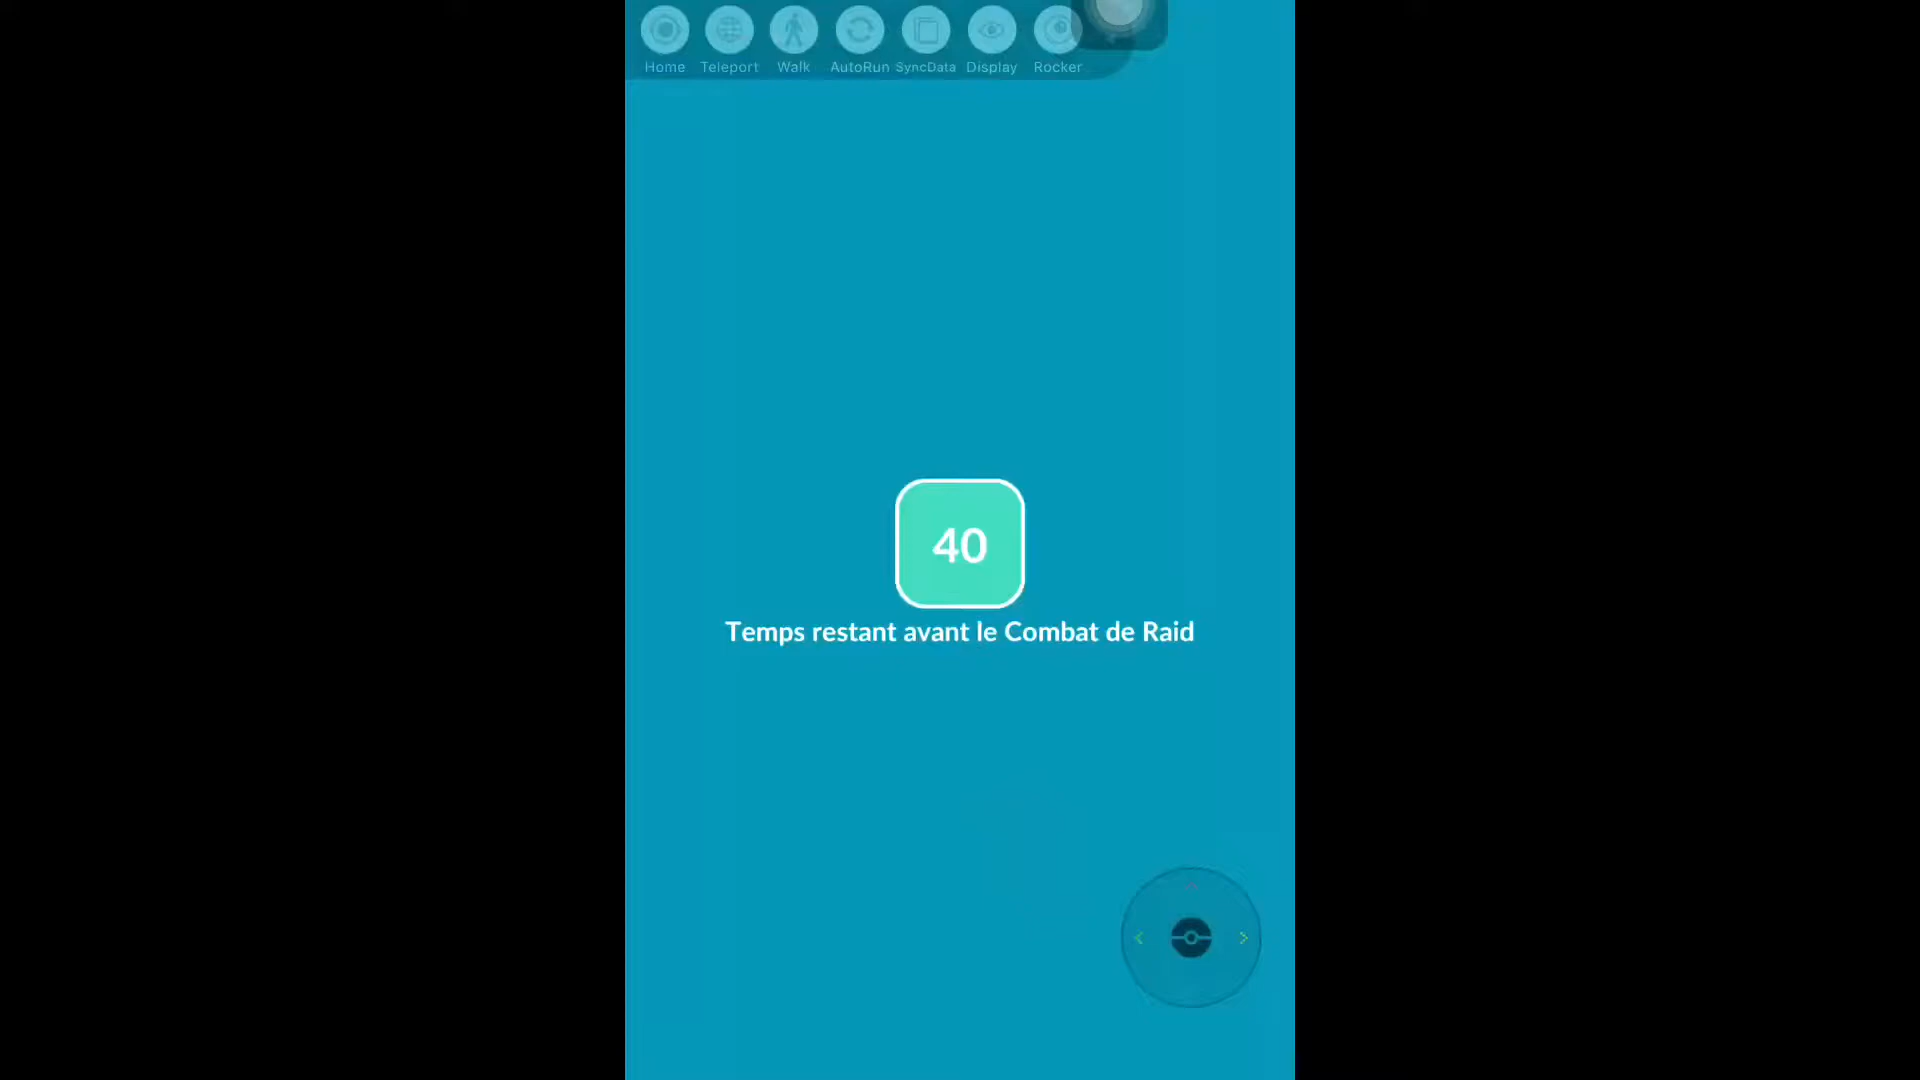 Home Teleport Walk AutoRun SyncData Display Rocker
40
Temps restant avant le Combat de Raid